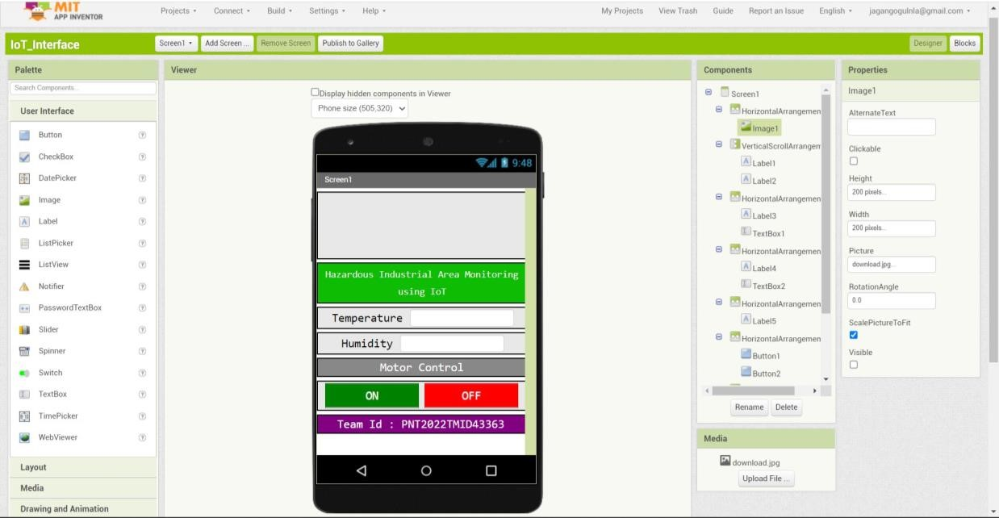 MIT
APP INVENTOR
Projects Connect Build Settings Help My Projects View Trash Guide Report an Issue English jagangogulnla@gmail.com
IoT_Interface Screen1 Add Screen ... Remove Screen Publish to Gallery Designer Blocks
Palette
Search Components...
User Interface
Button
CheckBox
DatePicker
Image
Label
ListPicker
ListView
Notifier
PasswordTextBox
Slider
Spinner
Switch
TextBox
TimePicker
WebViewer
Layout
Media
Drawing and Animation
Viewer
Display hidden components in Viewer
Phone size (505,320)
9:48
Screen1
Hazardous Industrial Area Monitoring
using IoT
Temperature
Humidity
Motor Control
ON OFF
Team Id : PNT2022TMID43363
Components
Screen1
HorizontalArrangemen
Image1
VerticalScrollArrangem
Label1
Label2
HorizontalArrangemen
Label3
TextBox1
HorizontalArrangemen
Label4
TextBox2
HorizontalArrangemen
Label5
HorizontalArrangemen
Button1
Button2
Rename Delete
Media
download.jpg
Upload File ...
Properties
Image1
AlternateText
Clickable
Height
200 pixels...
Width
200 pixels...
Picture
download.jpg...
RotationAngle
0.0
ScalePictureToFit
Visible